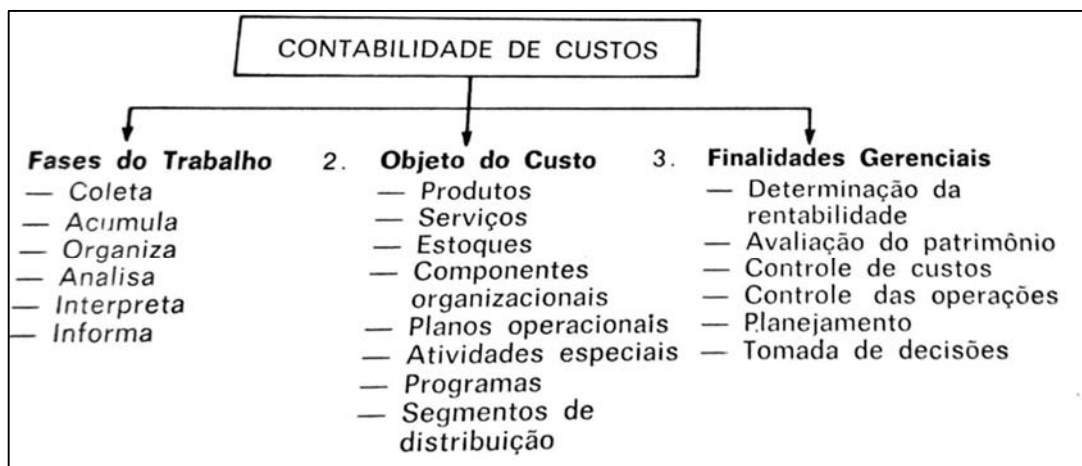 CONTABILIDADE DE CUSTOS
Fases do Trabalho
— Coleta
— Acumula
— Organiza
— Analisa
— Interpreta
— Informa
2. Objeto do Custo
— Produtos
— Serviços
— Estoques
— Componentes
organizacionais
— Planos operacionais
— Atividades especiais
— Programas
— Segmentos de
distribuição
3. Finalidades Gerenciais
— Determinação da
rentabilidade
— Avaliação do patrimônio
— Controle de custos
— Controle das operações
— Planejamento
— Tomada de decisões